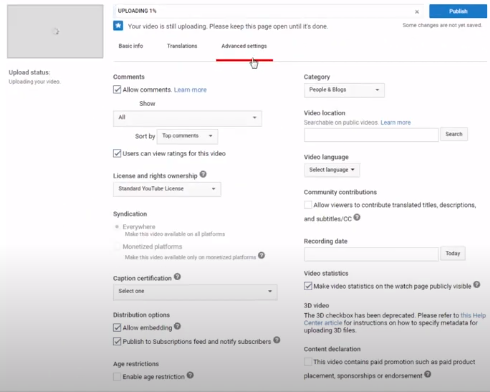 UPLOADING 1%
Publish
Your video is still uploading. Please keep this page open until it's done.
Some changes are not yet saved.
Basic info
Translations
Advanced settings
Upload status:
Uploading your video.
Comments
Allow comments. Learn more
Show
All
Sort by Top comments
Users can view ratings for this video
License and rights ownership ?
Standard YouTube License
Syndication
Everywhere
Make this video available on all platforms
Monetized platforms
Make this video available only on monetized platforms ?
Caption certification ?
Select one
Distribution options
Allow embedding ?
Publish to Subscriptions feed and notify subscribers ?
Age restrictions
Enable age restriction ?
Category
People & Blogs
Video location
Searchable on public videos. Learn more
Search
Video language
Select language
Community contributions
Allow viewers to contribute translated titles, descriptions,
and subtitles/CC ?
Recording date
Today
Video statistics
Make video statistics on the watch page publicly visible ?
3D video
The 3D checkbox has been deprecated. Please refer to this Help
Center article for instructions on how to specify metadata for
uploading 3D files.
Content declaration
This video contains paid promotion such as paid product
placement, sponsorships or endorsement ?